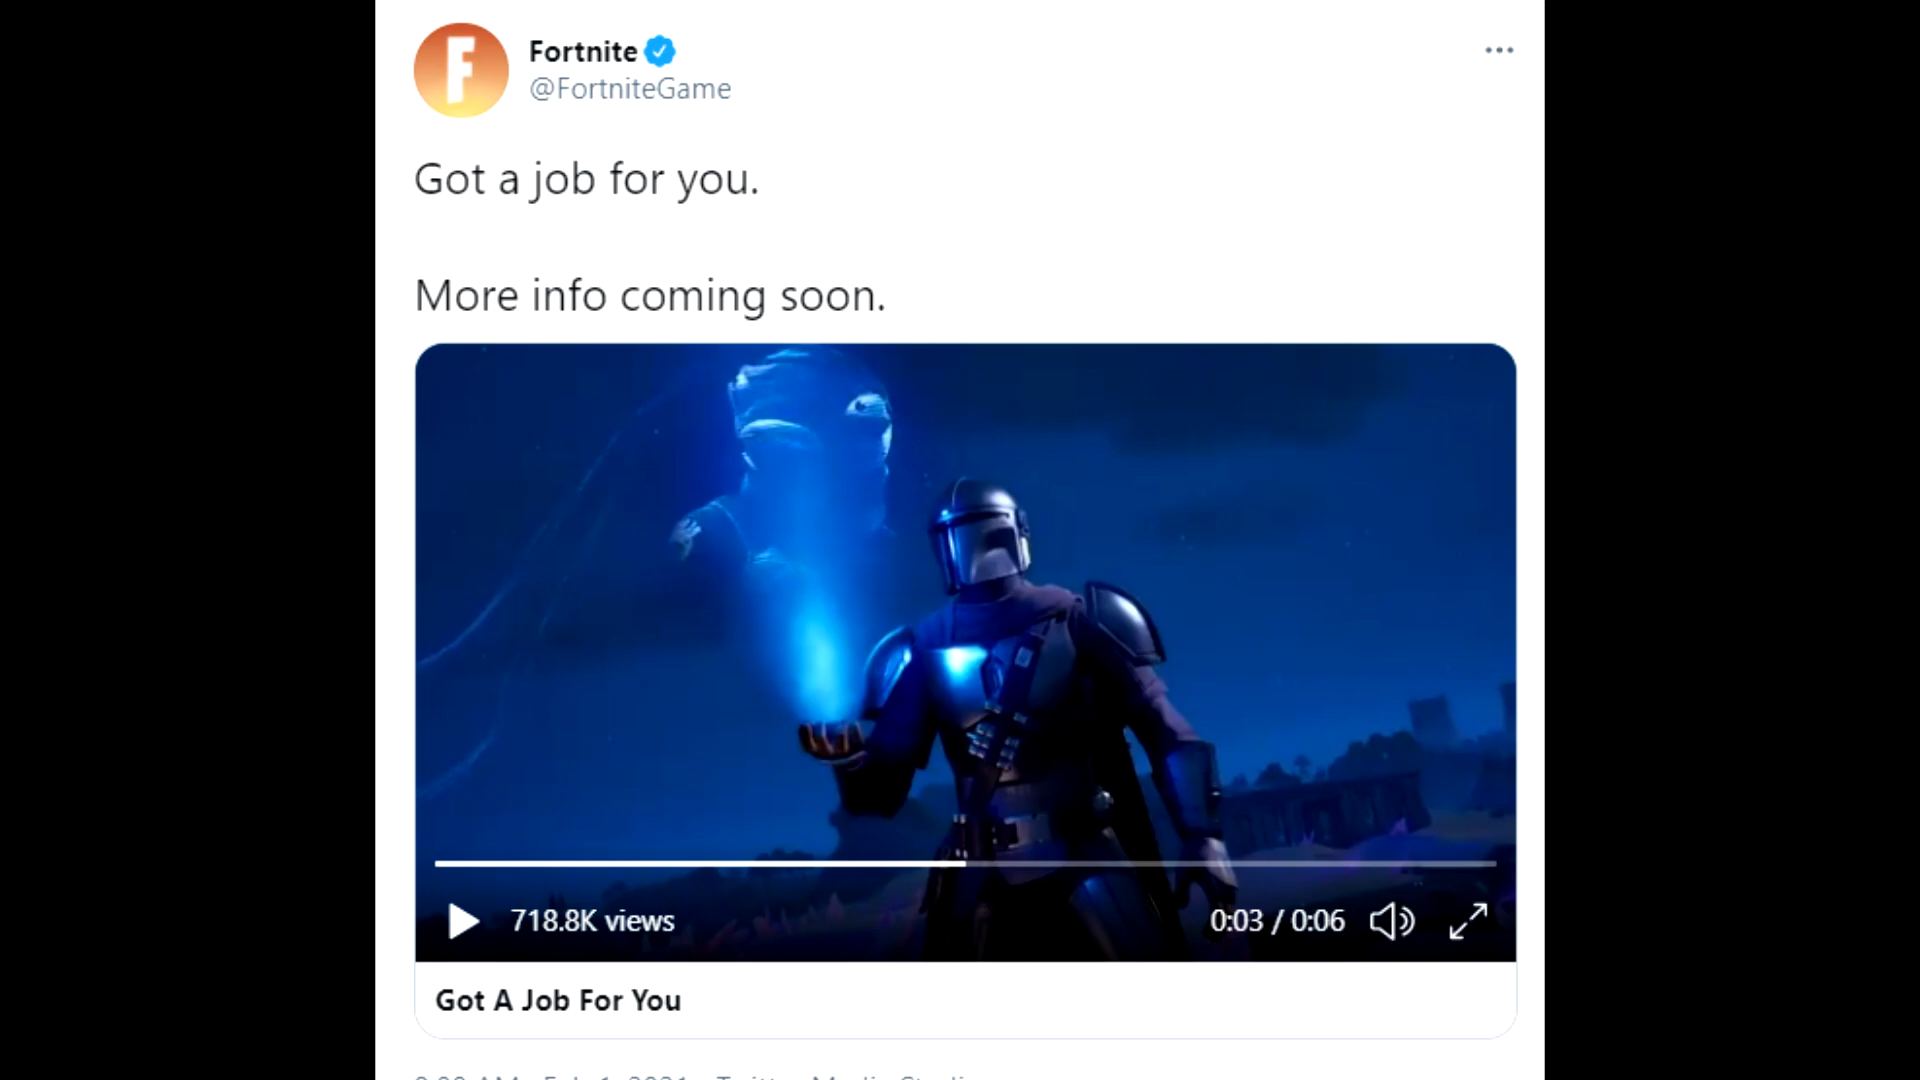 Fortnite
@FortniteGame
Got a job for you.
More info coming soon.
718.8K views
0:03 / 0:06
Got A Job For You